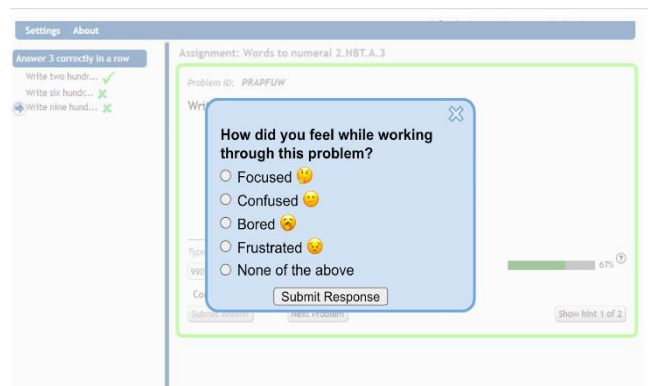 Settings About
Answer 3 correctly in a row
Write two hundr...
Write six hundr...
Write nine hund...
Assignment: Words to numeral 2.NBT.A.3
Problem ID: PRAPFUW
How did you feel while working
through this problem?
Focused
Confused
Bored
Frustrated
None of the above
Submit Response
67%
?
990
Submit Answer
Next Problem
Show hint 1 of 2